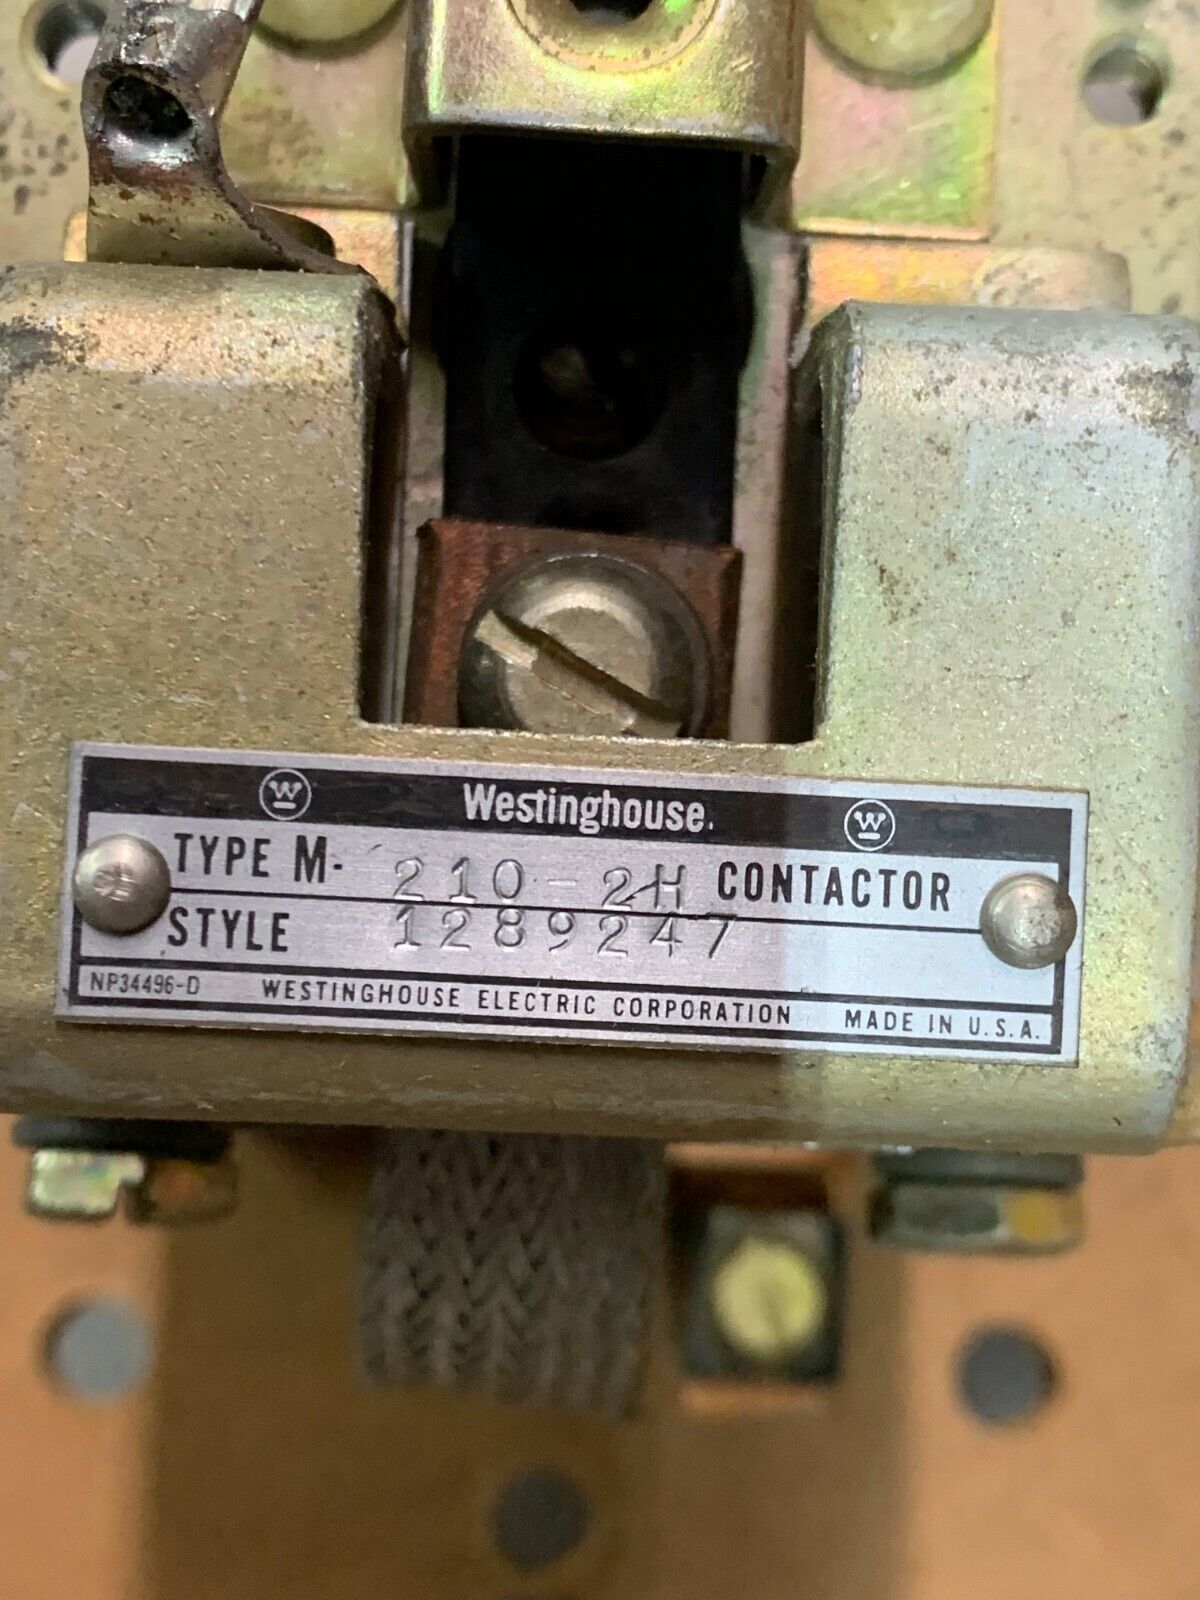 W Westinghouse. W
TYPE M- 210-2H CONTACTOR
STYLE 1289247
NP34496-D WESTINGHOUSE ELECTRIC CORPORATION MADE IN U.S.A.